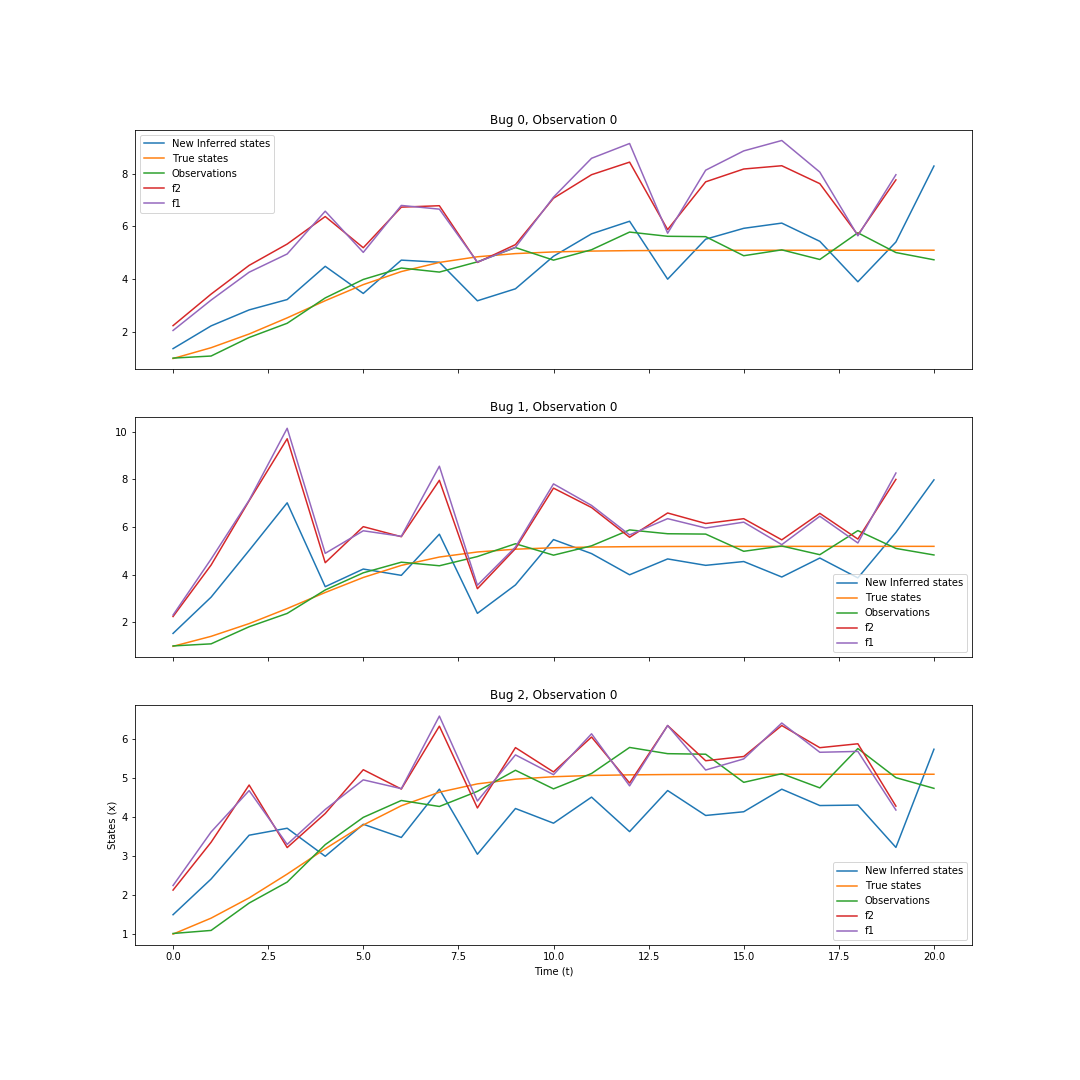 Bug 0, Observation 0
New Inferred states
True states
Observations
f2
f1
8
6
4
2
Bug 1, Observation 0
10
8
6
4
2
New Inferred states
True states
Observations
f2
f1
Bug 2, Observation 0
6
5
4
3
2
1
States (x)
New Inferred states
True states
Observations
f2
f1
0.0 2.5 5.0 7.5 10.0 12.5 15.0 17.5 20.0
Time (t)